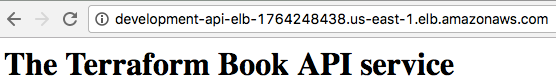 development-api-elb-1764248438.us-east-1.elb.amazonaws.com
The Terraform Book API service